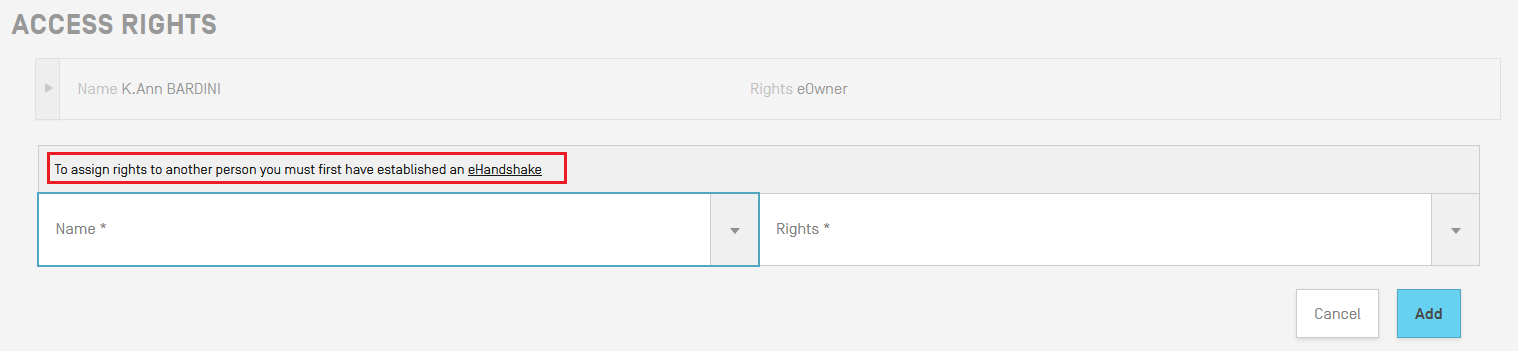 ACCESS RIGHTS
Name K.Ann BARDINI Rights eOwner
To assign rights to another person you must first have established an eHandshake
Name * Rights *
Cancel Add